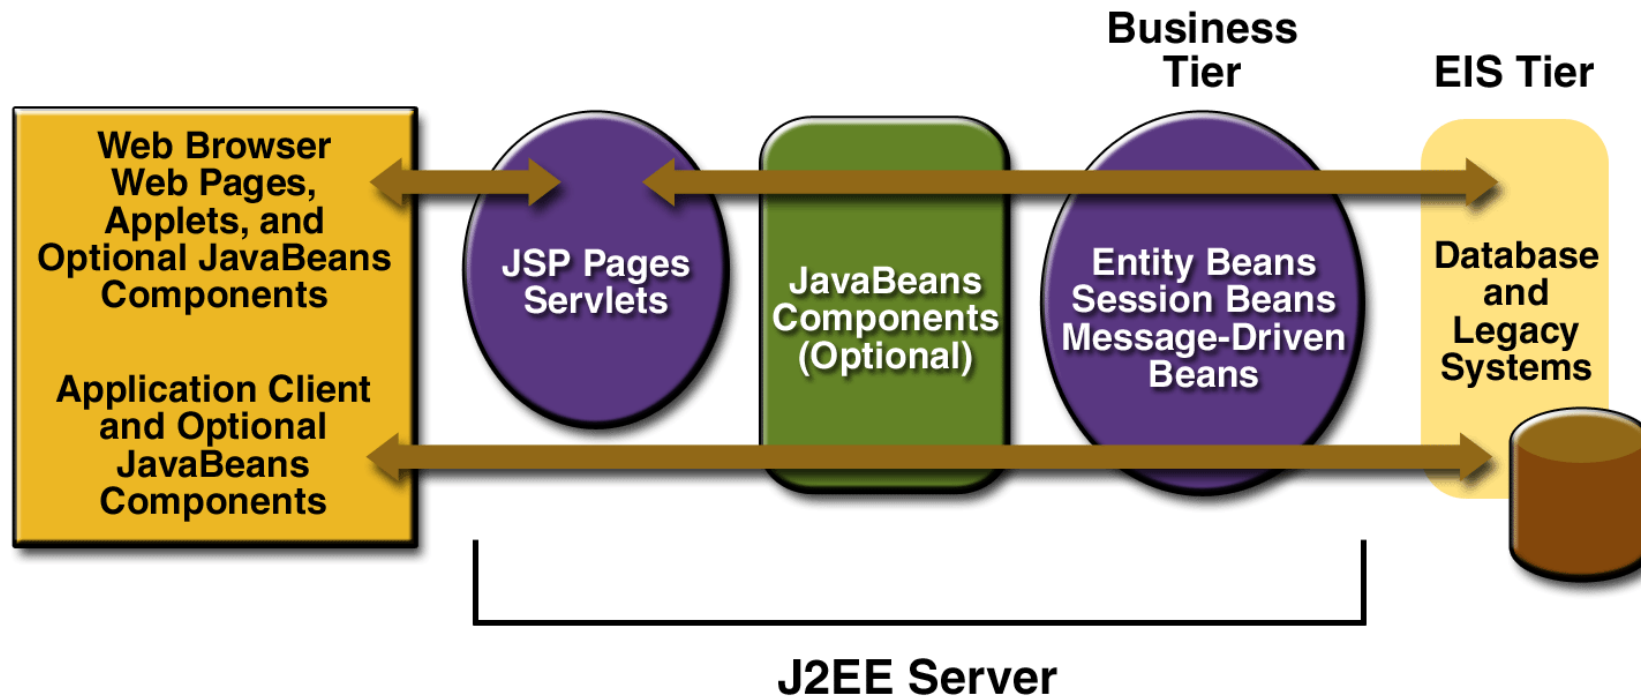 Business
Tier
EIS Tier
Web Browser
Web Pages,
Applets, and
Optional JavaBeans
Components
Application Client
and Optional
JavaBeans
Components
JSP Pages
Servlets
JavaBeans
Components
(Optional)
Entity Beans
Session Beans
Message-Driven
Beans
Database
and
Legacy
Systems
J2EE Server